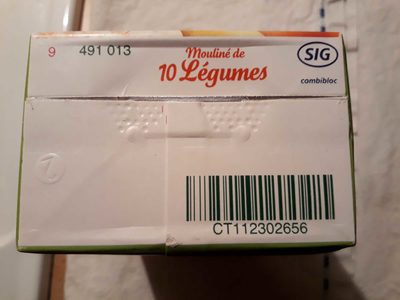 9 491 013
Mouliné de
10 Légumes
SIG
combibloc
CT112302656